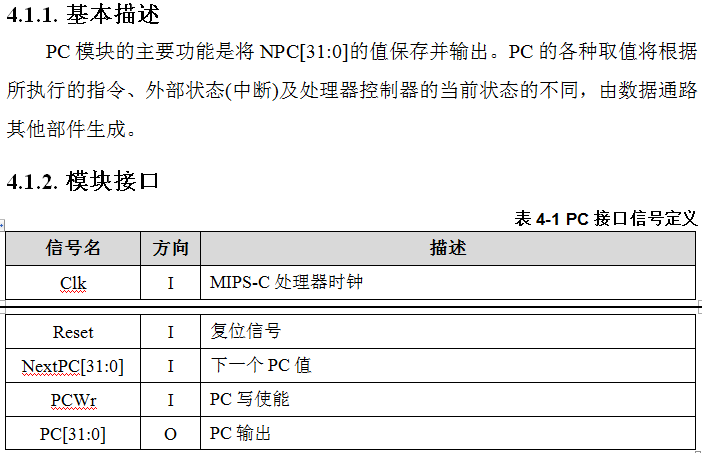 4.1.1. 基本描述
PC 模块的主要功能是将 NPC[31:0]的值保存并输出。PC 的各种取值将根据
所执行的指令、外部状态(中断)及处理器控制器的当前状态的不同，由数据通路
其他部件生成。
4.1.2. 模块接口
表 4-1 PC 接口信号定义
信号名 方向 描述
Clk I MIPS-C 处理器时钟
Reset I 复位信号
NextPC[31:0] I 下一个 PC 值
PCWr I PC 写使能
PC[31:0] O PC 输出